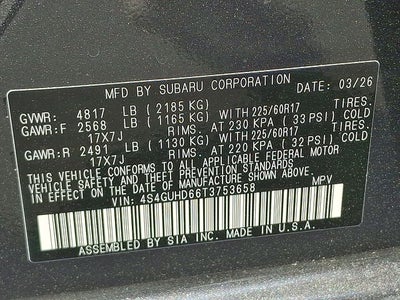 MFD BY SUBARU CORPORATION DATE: 03/26
GVWR: 4817 LB (2185 KG)
GAWR:F 2568 LB (1165 KG) WITH 225/60R17 TIRES.
17X7J RIMS. AT 230 KPA (33 PSI) COLD
GAWR:R 2491 LB (1130 KG) WITH 225/60R17 TIRES.
17X7J RIMS. AT 220 KPA (32 PSI) COLD
THIS VEHICLE CONFORMS TO ALL APPLICABLE FEDERAL MOTOR
VEHICLE SAFETY AND THEFT PREVENTION STANDARDS
IN EFFECT ON THE DATE OF MANUFACTURE SHOWN ABOVE.
VIN: 4S4GUHD66T3753658 MPV
ASSEMBLED BY SIA INC. MADE IN U.S.A.